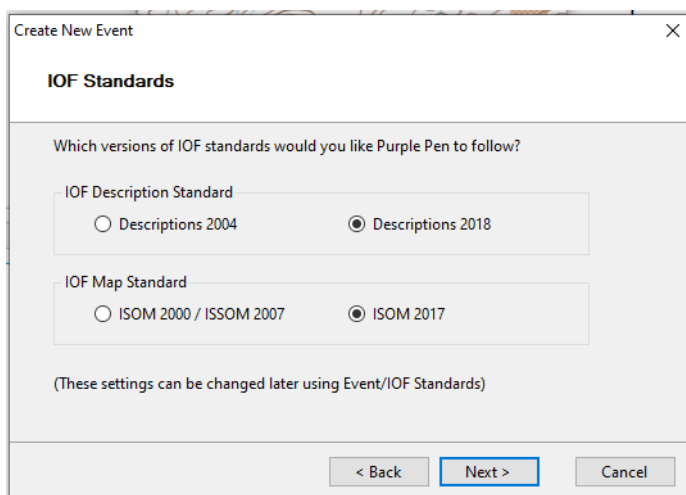 Create New Event
IOF Standards
Which versions of IOF standards would you like Purple Pen to follow?
IOF Description Standard
Descriptions 2004
Descriptions 2018
IOF Map Standard
ISOM 2000 / ISSOM 2007
ISOM 2017
(These settings can be changed later using Event/IOF Standards)
< Back
Next >
Cancel